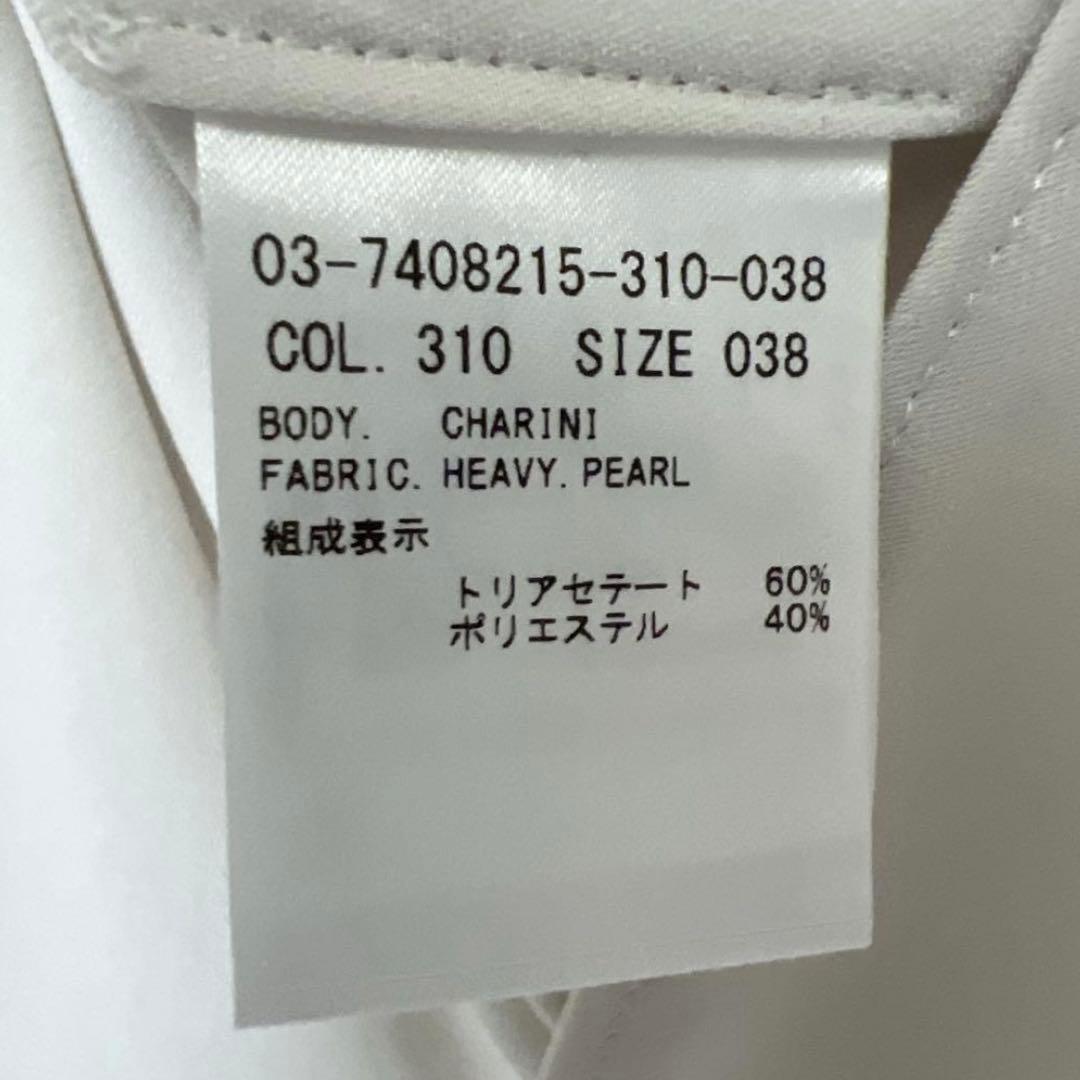 03-7408215-310-038
COL. 310 SIZE 038
BODY. CHARINI
FABRIC. HEAVY. PEARL
組成表示
トリアセテート 60%
ポリエステル 40%